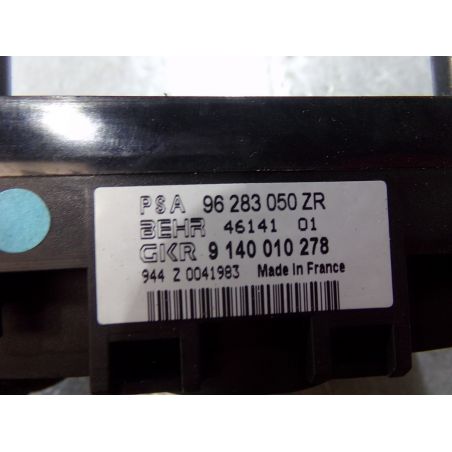 PSA 96 283 050 ZR
BEHR 46141 01
GKR 9 140 010 278
944 Z 0041983 Made in France